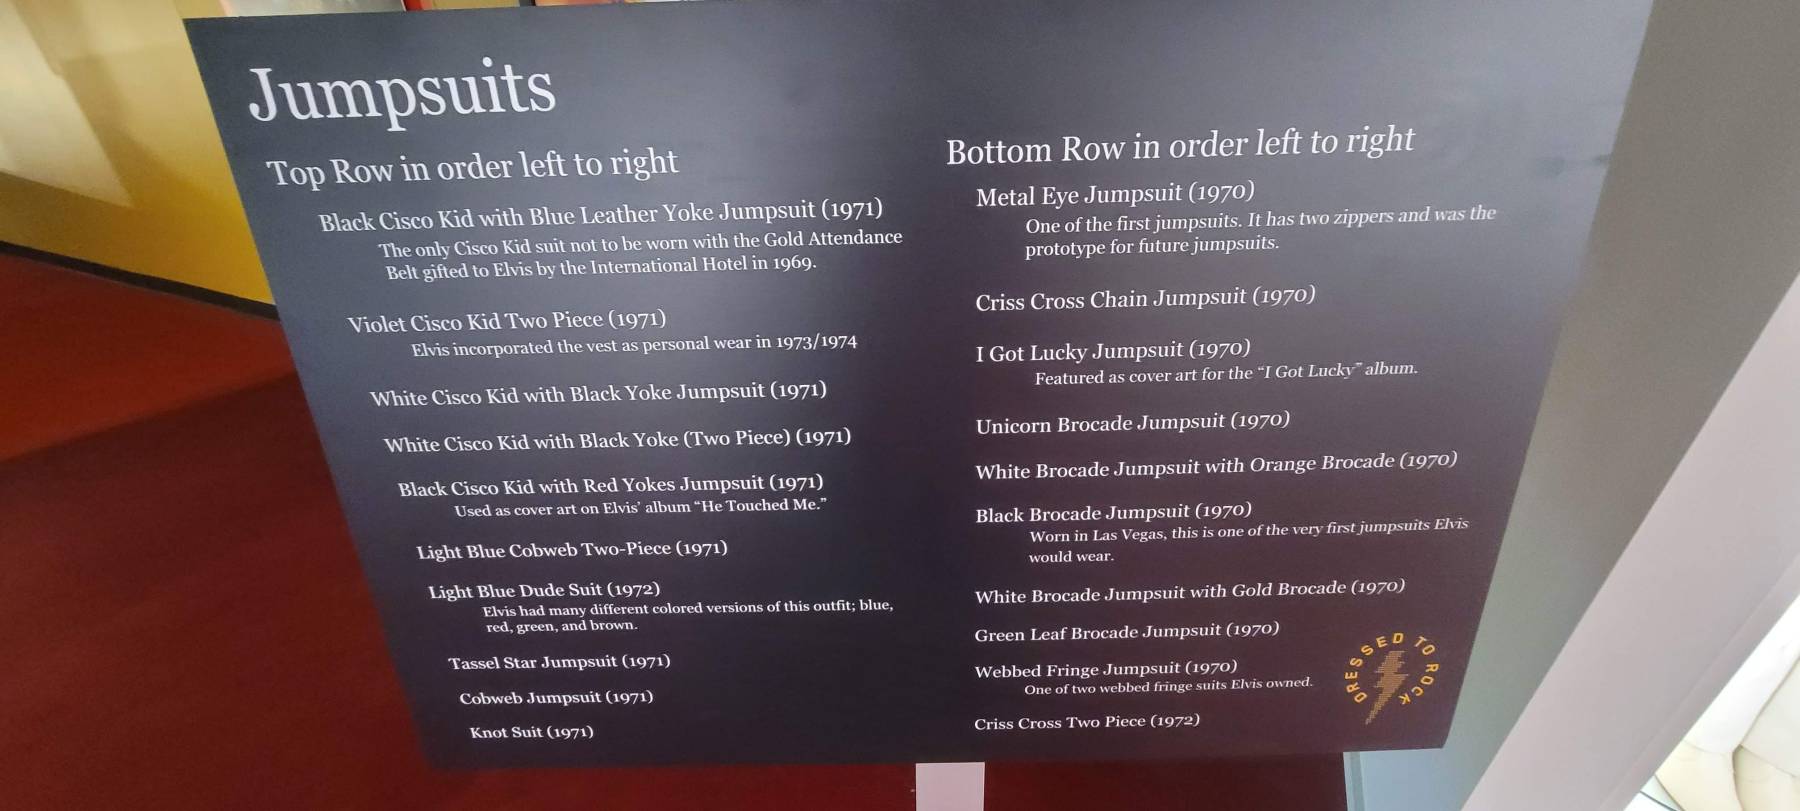 Jumpsuits
Top Row in order left to right
Black Cisco Kid with Blue Leather Yoke Jumpsuit (1971)
The only Cisco Kid suit not to be worn with the Gold Attendance
Belt gifted to Elvis by the International Hotel in 1969.
Violet Cisco Kid Two Piece (1971)
Elvis incorporated the vest as personal wear in 1973/1974
White Cisco Kid with Black Yoke Jumpsuit (1971)
White Cisco Kid with Black Yoke (Two Piece) (1971)
Black Cisco Kid with Red Yokes Jumpsuit (1971)
Used as cover art on Elvis' album “He Touched Me.”
Light Blue Cobweb Two-Piece (1971)
Light Blue Dude Suit (1972)
Elvis had many different colored versions of this outfit; blue,
red, green, and brown.
Tassel Star Jumpsuit (1971)
Cobweb Jumpsuit (1971)
Knot Suit (1971)
Bottom Row in order left to right
Metal Eye Jumpsuit (1970)
One of the first jumpsuits. It has two zippers and was the
prototype for future jumpsuits.
Criss Cross Chain Jumpsuit (1970)
I Got Lucky Jumpsuit (1970)
Featured as cover art for the “I Got Lucky” album.
Unicorn Brocade Jumpsuit (1970)
White Brocade Jumpsuit with Orange Brocade (1970)
Black Brocade Jumpsuit (1970)
Worn in Las Vegas, this is one of the very first jumpsuits Elvis
would wear.
White Brocade Jumpsuit with Gold Brocade (1970)
Green Leaf Brocade Jumpsuit (1970)
Webbed Fringe Jumpsuit (1970)
One of two webbed fringe suits Elvis owned.
Criss Cross Two Piece (1972)
DRESSED TO ROCK